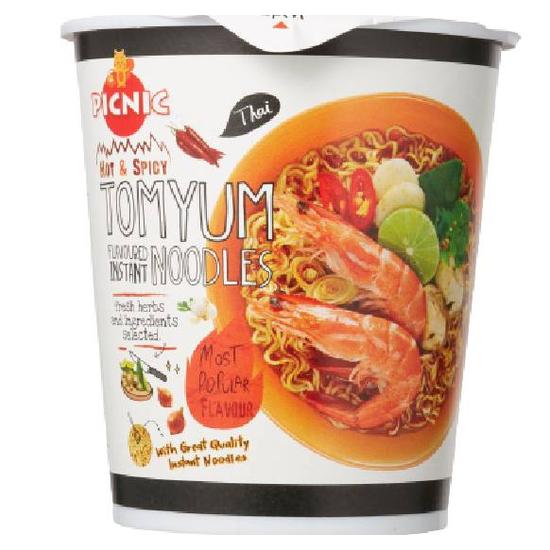 PICNIC
Thai
HOT & SPICY
TOMYUM
FLAVOURED
INSTANT
NOODLES
fresh herbs
and ingredients
selected.
MOST
POPULAR
FLAVOUR
with Great Quality
Instant Noodles